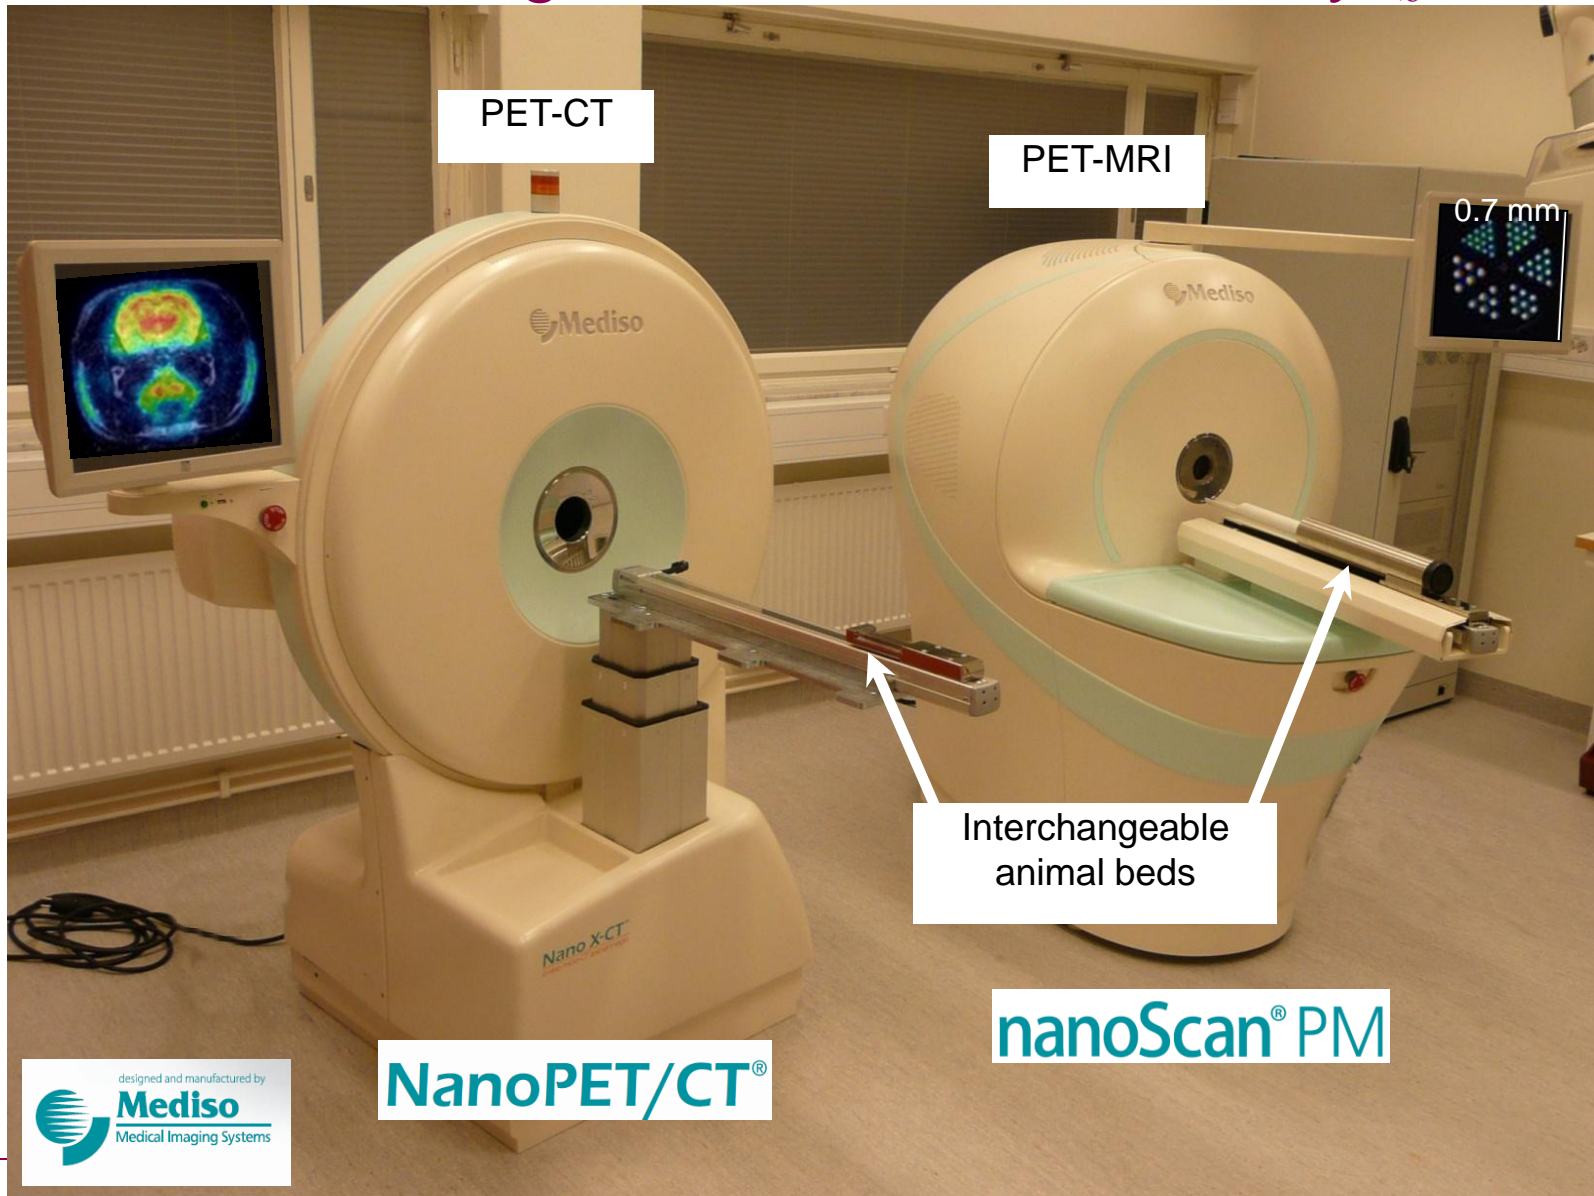 PET-CT
PET-MRI
0.7 mm
Mediso
Mediso
Interchangeable
animal beds
Nano X-CT
nanoScan® PM
NanoPET/CT®
designed and manufactured by
Mediso
Medical Imaging Systems